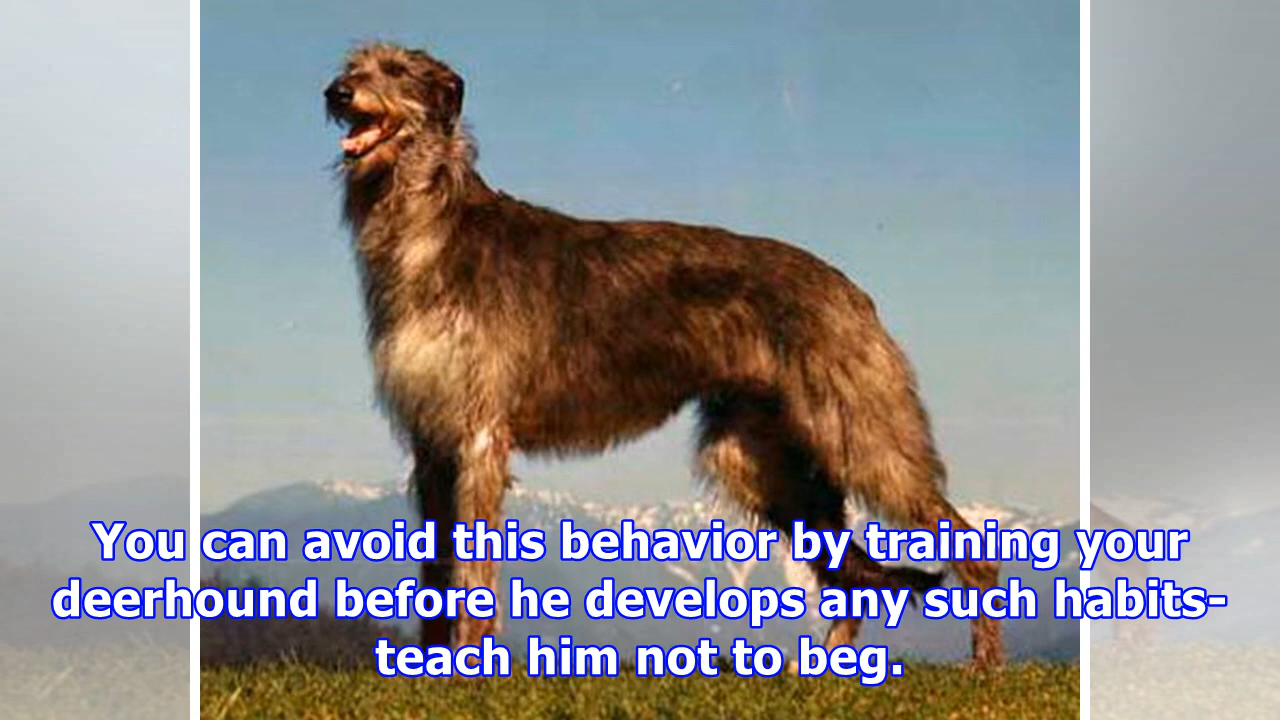 You can avoid this behavior by training your
deerhound before he develops any such habits-
teach him not to beg.